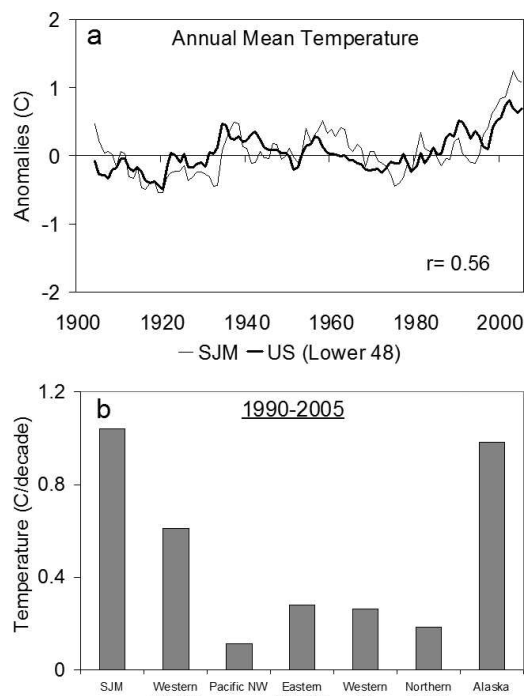 a Annual Mean Temperature
2
1
0
-1
-2
Anomalies (C)
r= 0.56
1900 1920 1940 1960 1980 2000
SJM US (Lower 48)
b 1990-2005
1.2
0.8
0.4
0
Temperature (C/decade)
SJM Western Pacific NW Eastern Western Northern Alaska